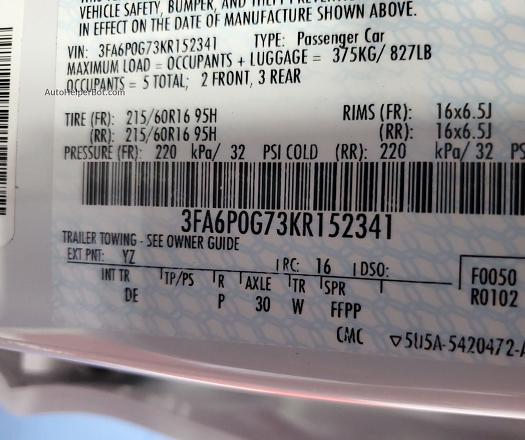 VEHICLE SAFETY, BUMPER, AND THEFT PREVENTION
IN EFFECT ON THE DATE OF MANUFACTURE SHOWN ABOVE.
VIN: 3FA6P0G73KR152341 TYPE: Passenger Car
MAXIMUM LOAD = OCCUPANTS + LUGGAGE = 375KG/ 827LB
OCCUPANTS = 5 TOTAL; 2 FRONT, 3 REAR
AutoHelperBot.com
TIRE (FR): 215/60R16 95H RIMS (FR): 16x6.5J
(RR): 215/60R16 95H (RR): 16x6.5J
PRESSURE (FR): 220 kPa/ 32 PSI COLD (RR): 220 kPa/ 32 PS
3FA6P0G73KR152341
TRAILER TOWING - SEE OWNER GUIDE
EXT PNT: YZ RC: 16 DSO:
INT TR TP/PS R AXLE TR SPR
DE P 30 W FFPP
F0050
R0102
CMC ▽5U5A-5420472-A